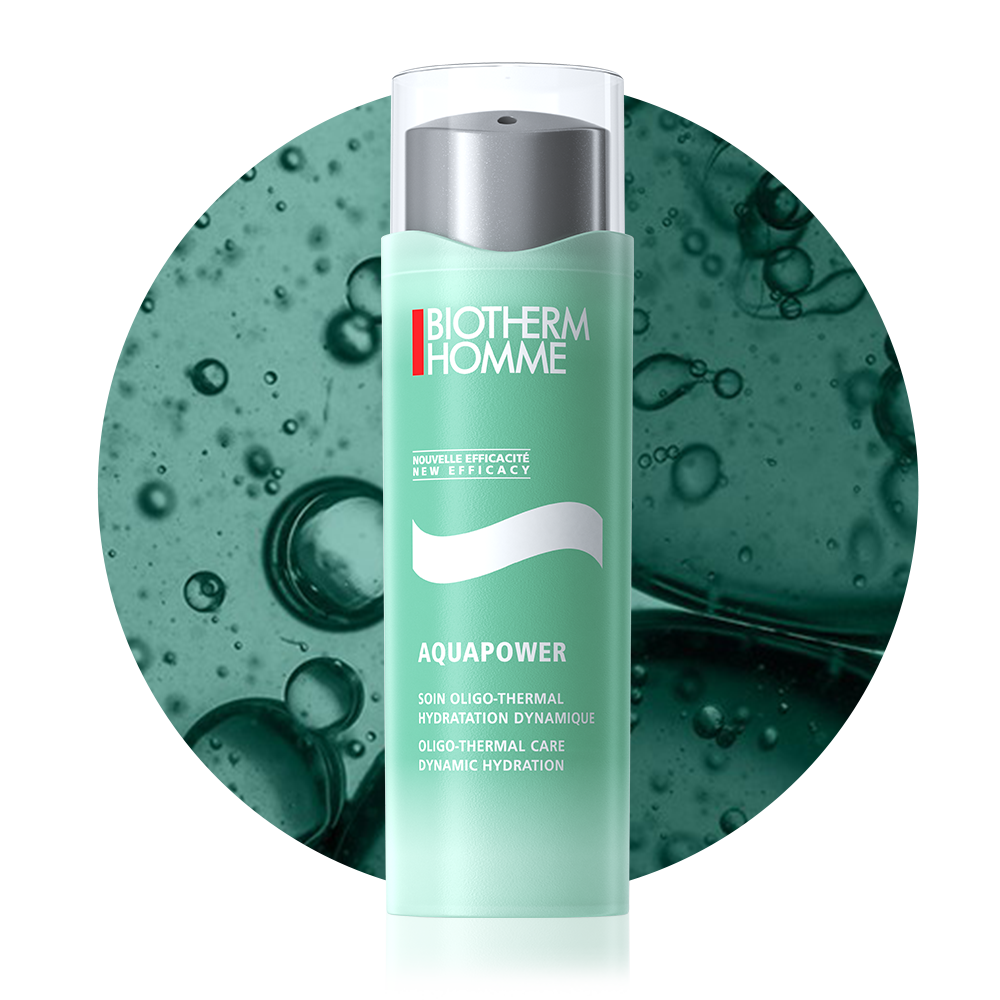 BIOTHERM
HOMME
NOUVELLE EFFICACITÉ
NEW EFFICACY
AQUAPOWER
SOIN OLIGO-THERMAL
HYDRATATION DYNAMIQUE
OLIGO-THERMAL CARE
DYNAMIC HYDRATION